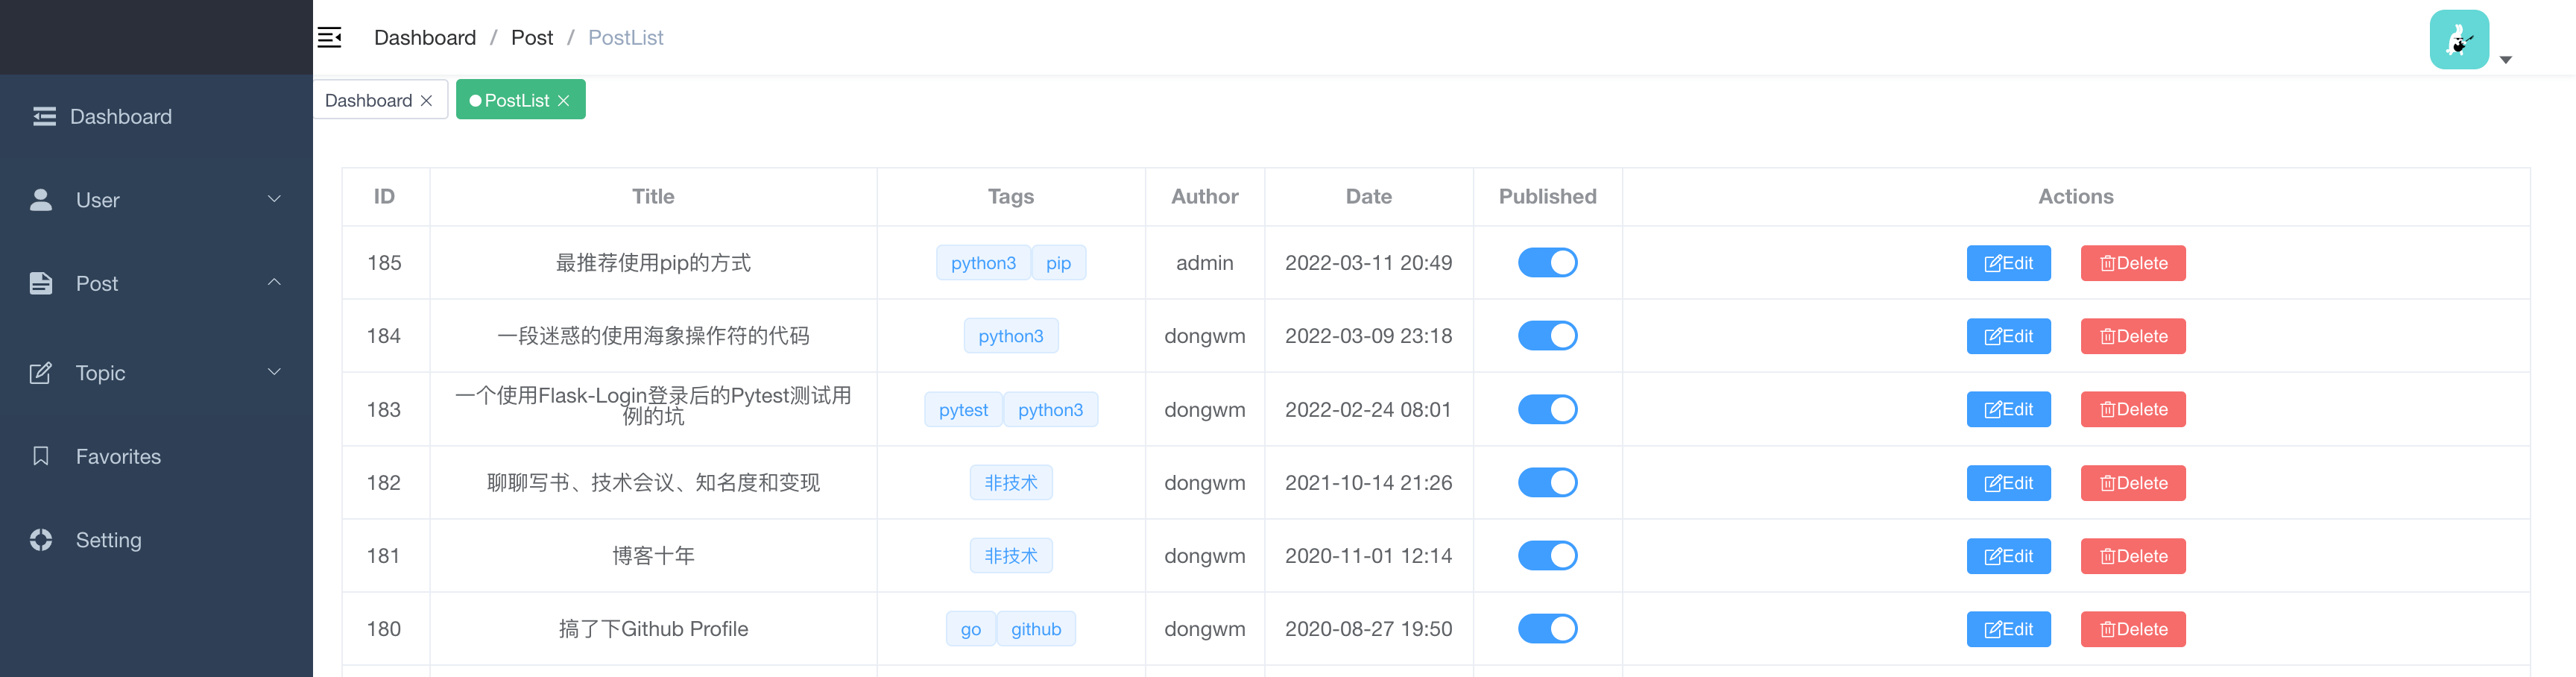 Dashboard / Post / PostList
Dashboard
PostList
Dashboard
User
Post
Topic
Favorites
Setting
ID Title Tags Author Date Published Actions
185 最推荐使用pip的方式 python3 pip admin 2022-03-11 20:49 Edit Delete
184 一段迷惑的使用海象操作符的代码 python3 dongwm 2022-03-09 23:18 Edit Delete
183 一个使用Flask-Login登录后的Pytest测试用
例的坑 pytest python3 dongwm 2022-02-24 08:01 Edit Delete
182 聊聊写书、技术会议、知名度和变现 非技术 dongwm 2021-10-14 21:26 Edit Delete
181 博客十年 非技术 dongwm 2020-11-01 12:14 Edit Delete
180 搞了下Github Profile go github dongwm 2020-08-27 19:50 Edit Delete